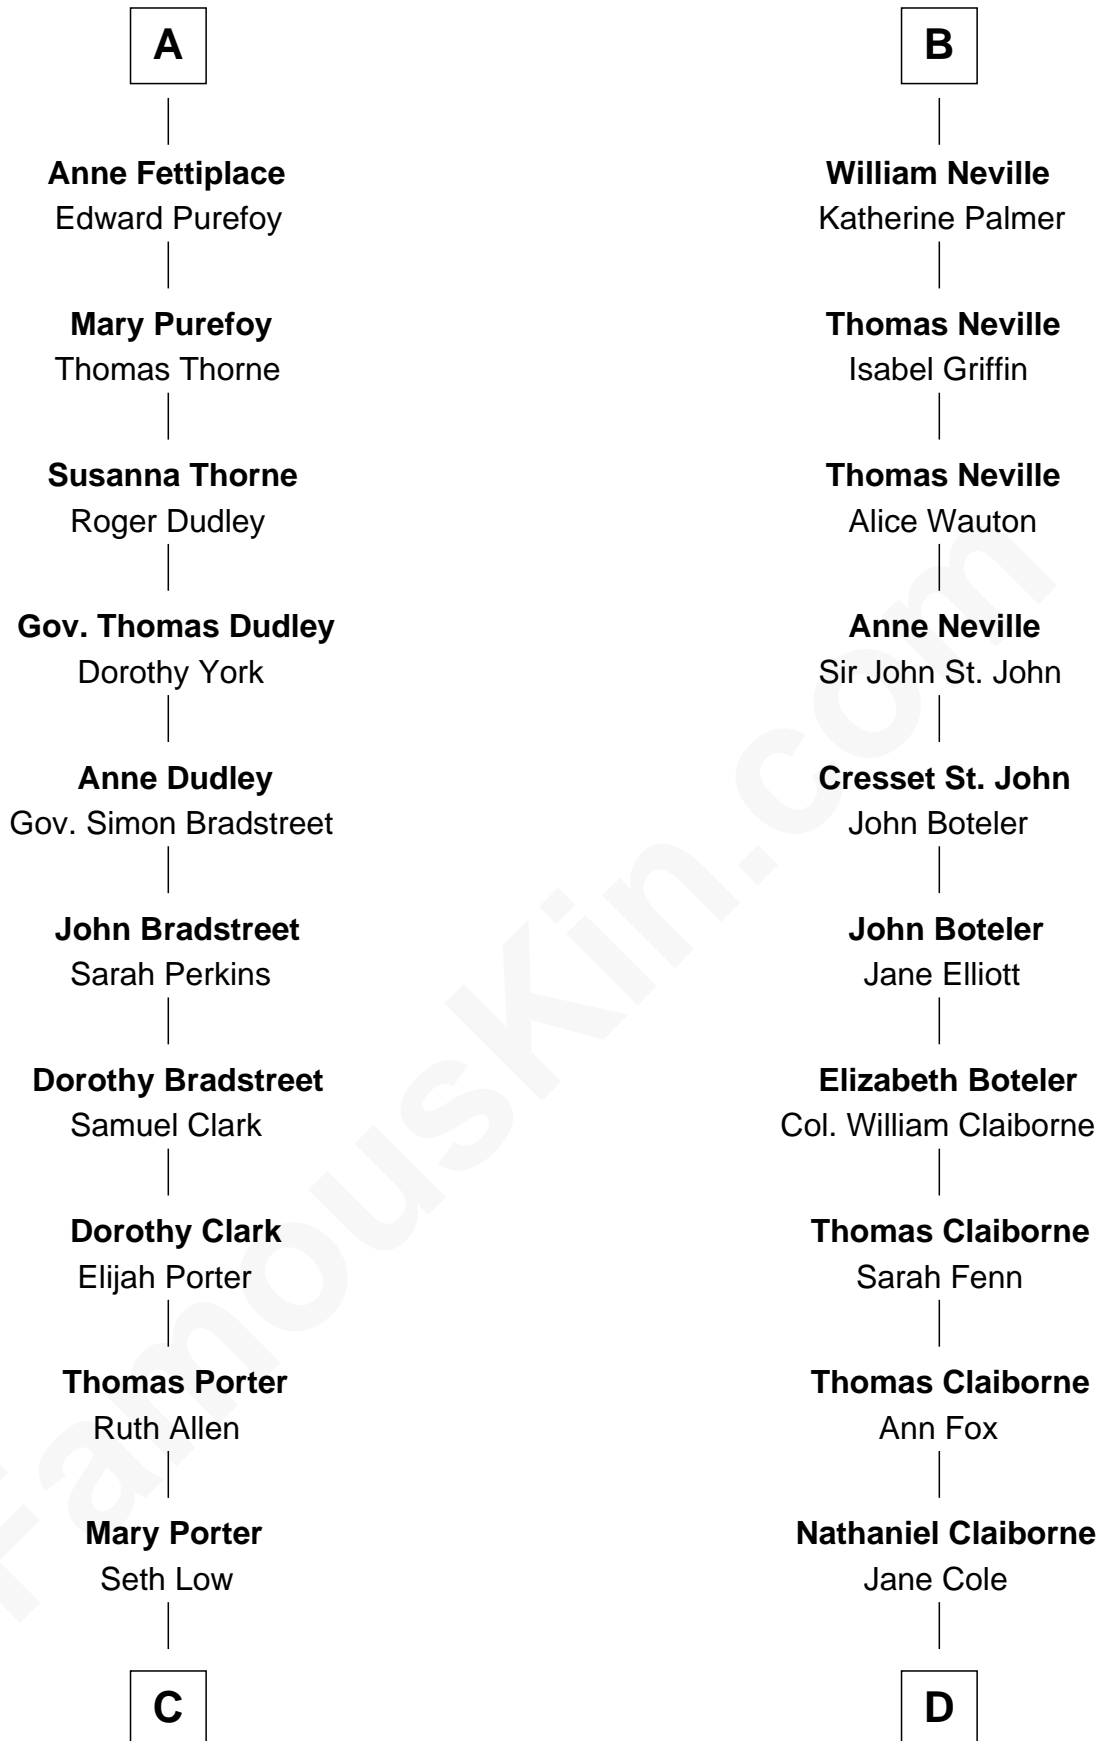 A
Anne Fettiplace
Edward Purefoy
Mary Purefoy
Thomas Thorne
Susanna Thorne
Roger Dudley
Gov. Thomas Dudley
Dorothy York
Anne Dudley
Gov. Simon Bradstreet
John Bradstreet
Sarah Perkins
Dorothy Bradstreet
Samuel Clark
Dorothy Clark
Elijah Porter
Thomas Porter
Ruth Allen
Mary Porter
Seth Low
C
B
William Neville
Katherine Palmer
Thomas Neville
Isabel Griffin
Thomas Neville
Alice Wauton
Anne Neville
Sir John St. John
Cresset St. John
John Boteler
John Boteler
Jane Elliott
Elizabeth Boteler
Col. William Claiborne
Thomas Claiborne
Sarah Fenn
Thomas Claiborne
Ann Fox
Nathaniel Claiborne
Jane Cole
D
FamousKin.com